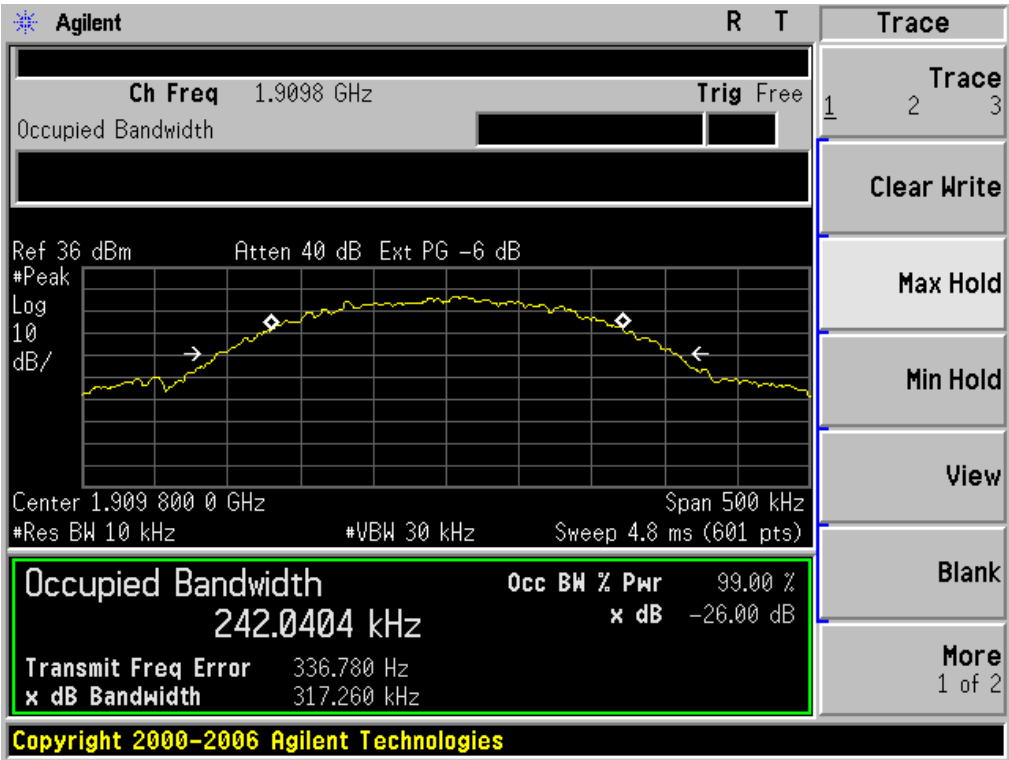 Agilent R T Trace
Ch Freq 1.9098 GHz Trig Free
Occupied Bandwidth
Trace
1 2 3
Clear Write
Max Hold
Min Hold
View
Blank
More
1 of 2
Ref 36 dBm Atten 40 dB Ext PG -6 dB
#Peak
Log
10
dB/
Center 1.909 800 0 GHz Span 500 kHz
#Res BW 10 kHz #VBW 30 kHz Sweep 4.8 ms (601 pts)
Occupied Bandwidth Occ BW % Pwr 99.00 %
242.0404 kHz x dB -26.00 dB
Transmit Freq Error 336.780 Hz
x dB Bandwidth 317.260 kHz
Copyright 2000-2006 Agilent Technologies